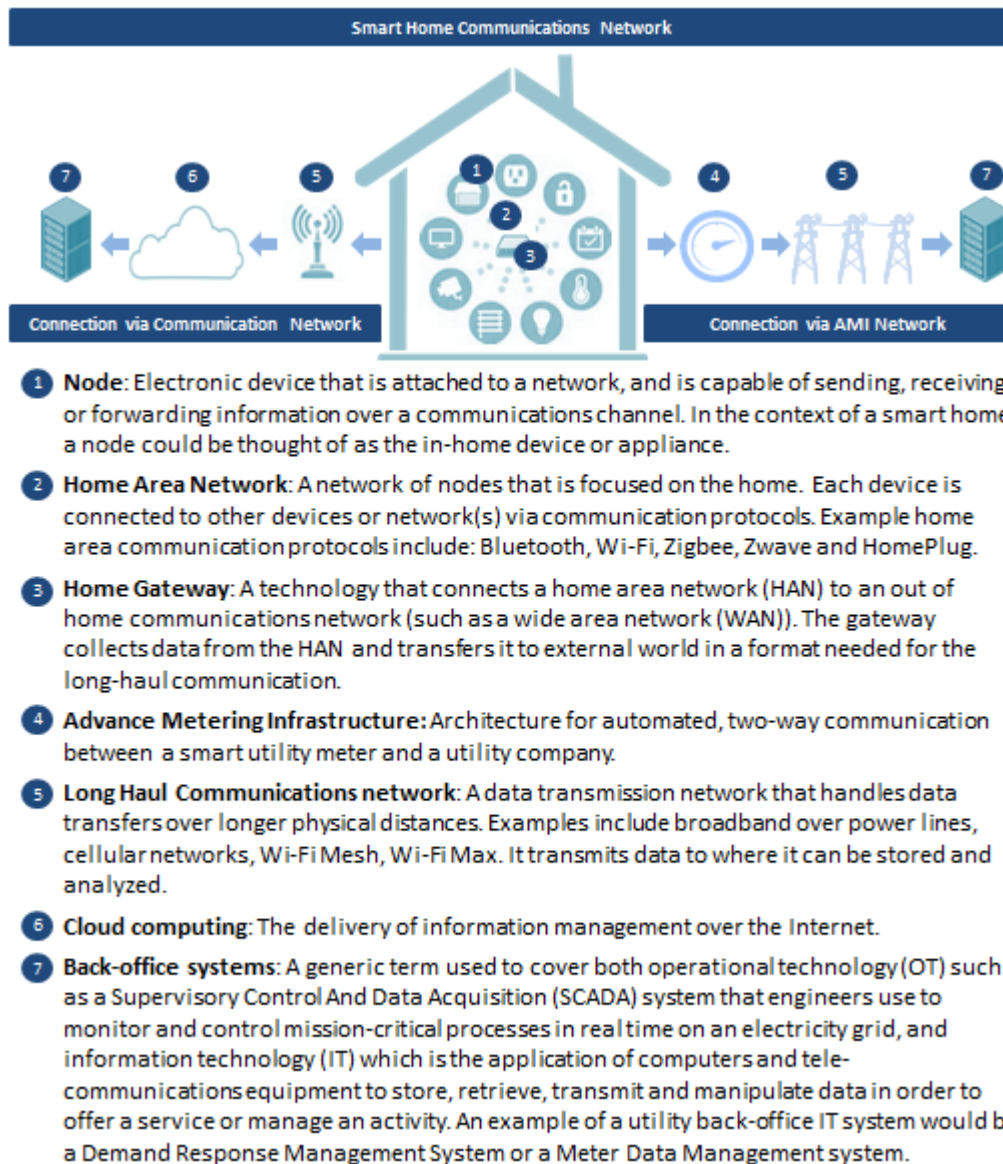 Smart Home Communications Network
7
6
5
1
2
3
4
5
7
Connection via Communication Network
Connection via AMI Network
1 Node: Electronic device that is attached to a network, and is capable of sending, receiving
or forwarding information over a communications channel. In the context of a smart home
a node could be thought of as the in-home device or appliance.
2 Home Area Network: A network of nodes that is focused on the home. Each device is
connected to other devices or network(s) via communication protocols. Example home
area communication protocols include: Bluetooth, Wi-Fi, Zigbee, Zwave and HomePlug.
3 Home Gateway: A technology that connects a home area network (HAN) to an out of
home communications network (such as a wide area network (WAN)). The gateway
collects data from the HAN and transfers it to external world in a format needed for the
long-haul communication.
4 Advance Metering Infrastructure: Architecture for automated, two-way communication
between a smart utility meter and a utility company.
5 Long Haul Communications network: A data transmission network that handles data
transfers over longer physical distances. Examples include broadband over power lines,
cellular networks, Wi-Fi Mesh, Wi-Fi Max. It transmits data to where it can be stored and
analyzed.
6 Cloud computing: The delivery of information management over the Internet.
7 Back-office systems: A generic term used to cover both operational technology (OT) such
as a Supervisory Control And Data Acquisition (SCADA) system that engineers use to
monitor and control mission-critical processes in real time on an electricity grid, and
information technology (IT) which is the application of computers and tele-
communications equipment to store, retrieve, transmit and manipulate data in order to
offer a service or manage an activity. An example of a utility back-office IT system would b
a Demand Response Management System or a Meter Data Management system.